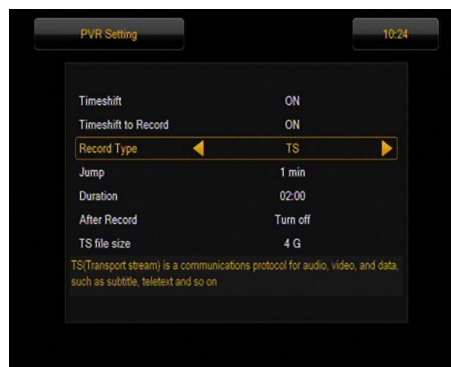 PVR Setting 10:24
Timeshift ON
Timeshift to Record ON
Record Type TS
Jump 1 min
Duration 02:00
After Record Turn off
TS file size 4 G
TS(Transport stream) is a communications protocol for audio, video, and data,
such as subtitle, teletext and so on